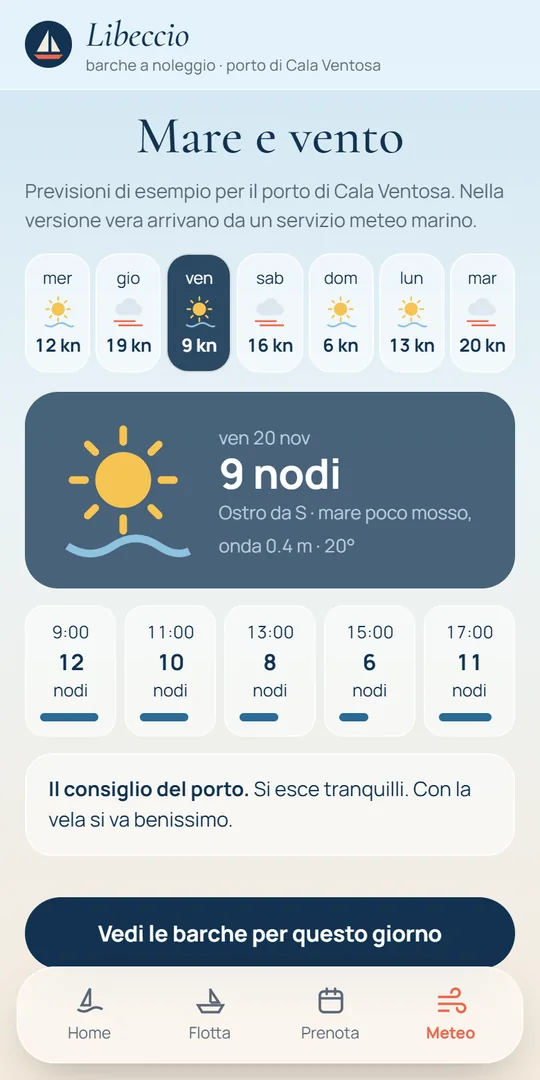 Libeccio
barche a noleggio · porto di Cala Ventosa
Mare e vento
Previsioni di esempio per il porto di Cala Ventosa. Nella
versione vera arrivano da un servizio meteo marino.
mer gio ven sab dom lun mar
12 kn 19 kn 9 kn 16 kn 6 kn 13 kn 20 kn
ven 20 nov
9 nodi
Ostro da S · mare poco mosso,
onda 0.4 m · 20°
9:00 11:00 13:00 15:00 17:00
12 10 8 6 11
nodi nodi nodi nodi nodi
Il consiglio del porto. Si esce tranquilli. Con la
vela si va benissimo.
Vedi le barche per questo giorno
Home Flotta Prenota Meteo